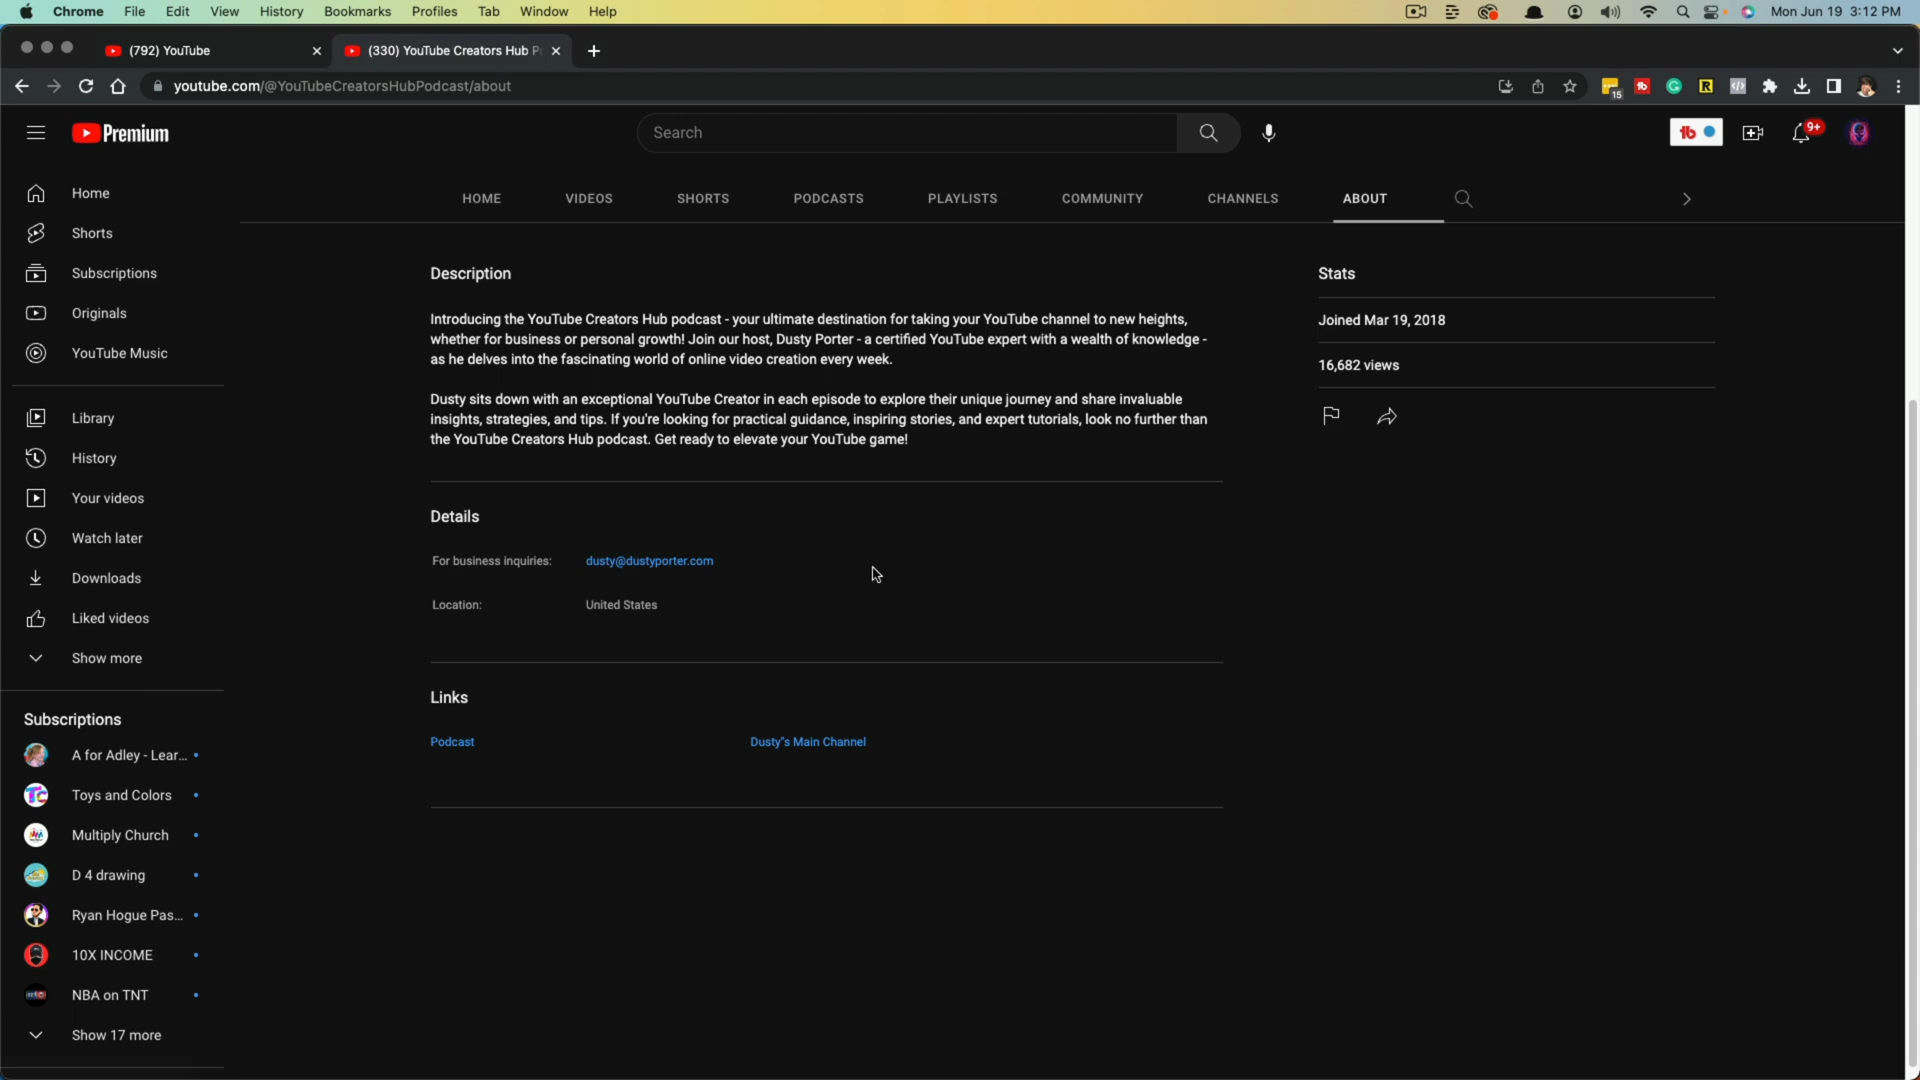 Chrome File Edit View History Bookmarks Profiles Tab Window Help Mon Jun 19 3:12 PM
(792) YouTube (330) YouTube Creators Hub P
youtube.com/@YouTubeCreatorsHubPodcast/about 15
Premium Search 9+
HOME VIDEOS SHORTS PODCASTS PLAYLISTS COMMUNITY CHANNELS ABOUT
Home
Shorts
Subscriptions
Originals
YouTube Music
Library
History
Your videos
Watch later
Downloads
Liked videos
Show more
Subscriptions
A for Adley - Lear...
Toys and Colors
Multiply Church
D 4 drawing
Ryan Hogue Pas...
10X INCOME
NBA on TNT
Show 17 more
Description
Introducing the YouTube Creators Hub podcast - your ultimate destination for taking your YouTube channel to new heights,
whether for business or personal growth! Join our host, Dusty Porter - a certified YouTube expert with a wealth of knowledge -
as he delves into the fascinating world of online video creation every week.
Dusty sits down with an exceptional YouTube Creator in each episode to explore their unique journey and share invaluable
insights, strategies, and tips. If you're looking for practical guidance, inspiring stories, and expert tutorials, look no further than
the YouTube Creators Hub podcast. Get ready to elevate your YouTube game!
Details
For business inquiries: dusty@dustyporter.com
Location: United States
Links
Podcast Dusty"s Main Channel
Stats
Joined Mar 19, 2018
16,682 views